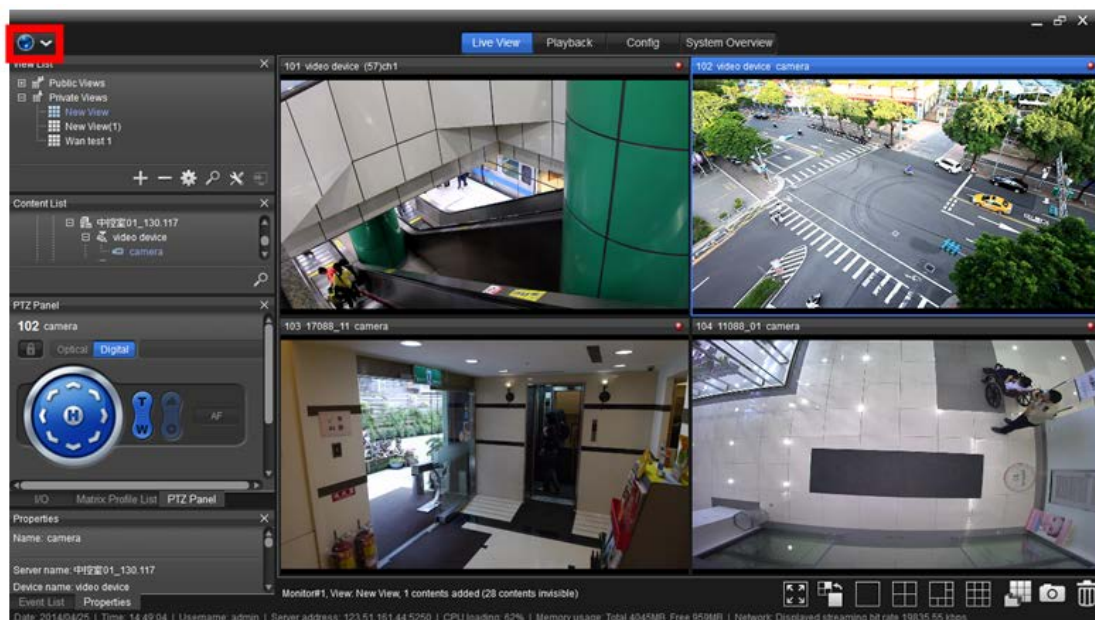 Live View Playback Config System Overview
View List
Public Views
Private Views
New View
New View(1)
Wan test 1
Content List
中控室01_130.117
video device
camera
PTZ Panel
102 camera
Optical Digital
H
T
W
AF
I/O Matrix Profile List PTZ Panel
Properties
Name: camera
Server name: 中控室01_130.117
Device name: video device
Event List Properties
101 video device (57)ch1
102 video device camera
103 17088_11 camera
104 11088_01 camera
Monitor#1, View: New View, 1 contents added (28 contents invisible)
Date: 2014/04/25 | Time: 14:49:04 | Username: admin | Server address: 123.51.161.44:5250 | CPU loading: 62% | Memory usage: Total 4045MB, Free 959MB | Network: Displayed streaming bit rate 19835.55 kbps